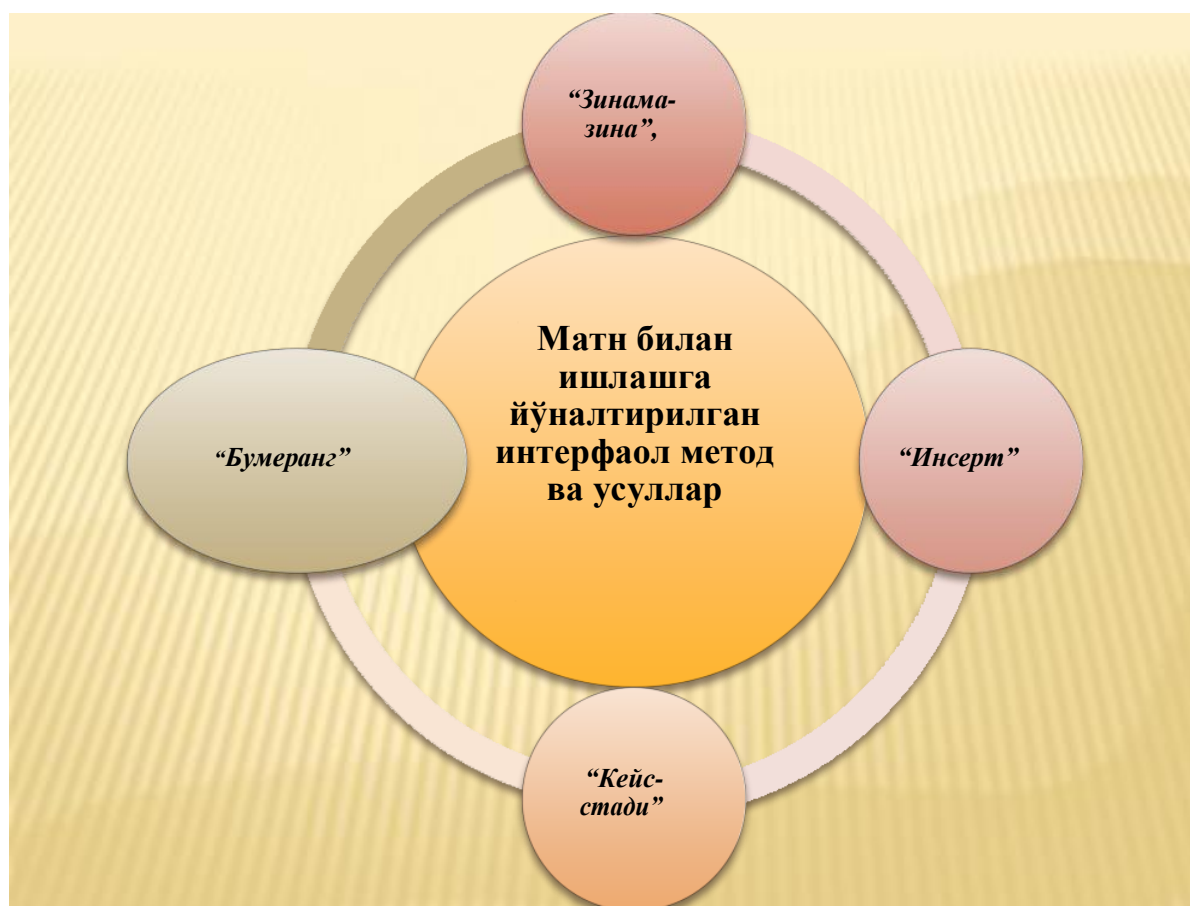 “Зинама-
зина”,
Матн билан
ишлашга
йўналтирилган
интерфаол метод
ва усуллар
“Бумеранг”
“Инсерт”
“Кейс-
стади”